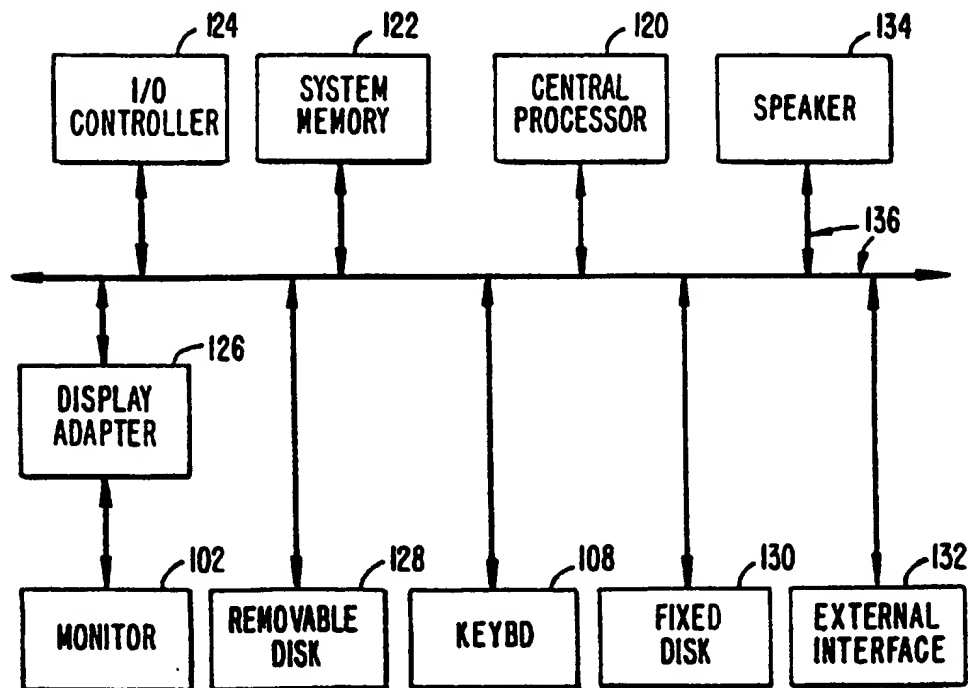 124
122
120
134
I/O
CONTROLLER
SYSTEM
MEMORY
CENTRAL
PROCESSOR
SPEAKER
136
126
DISPLAY
ADAPTER
102
128
108
130
132
MONITOR
REMOVABLE
DISK
KEYBD
FIXED
DISK
EXTERNAL
INTERFACE